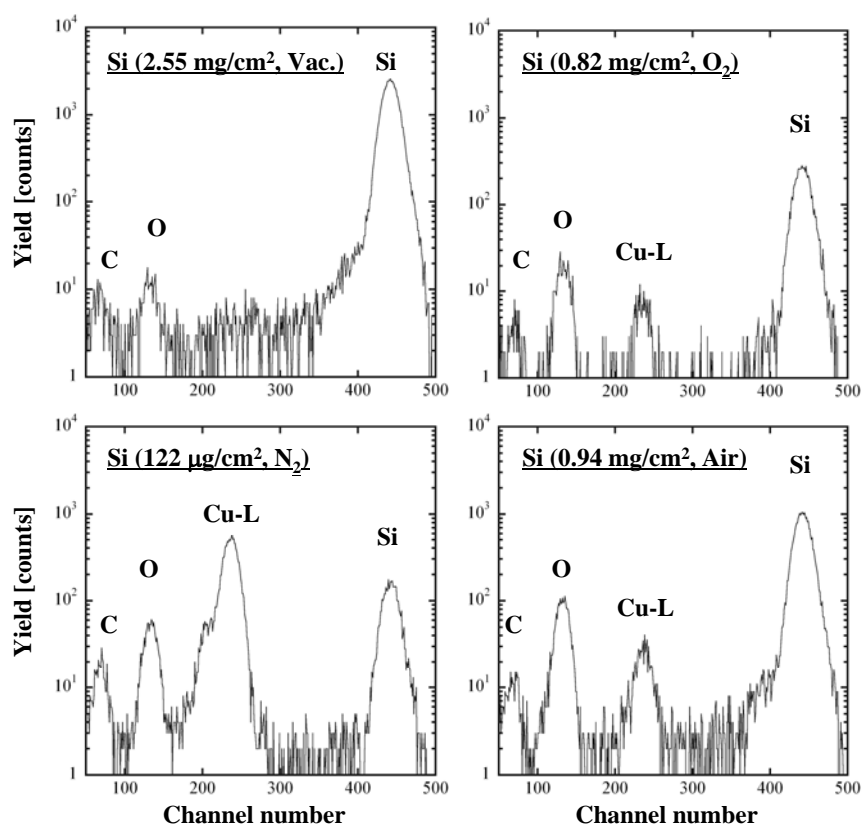 Si (2.55 mg/cm², Vac.)
Si
C
O
Yield [counts]
10⁴
10³
10²
10¹
1
100 200 300 400 500
Si (0.82 mg/cm², O₂)
Si
O
C
Cu-L
10⁴
10³
10²
10¹
1
50 100 200 300 400 500
Si (122 μg/cm², N₂)
Cu-L
O
Si
C
Yield [counts]
10⁴
10³
10²
10¹
1
100 200 300 400 500
Channel number
Si (0.94 mg/cm², Air)
Si
O
Cu-L
C
10⁴
10³
10²
10¹
1
50 100 200 300 400 500
Channel number